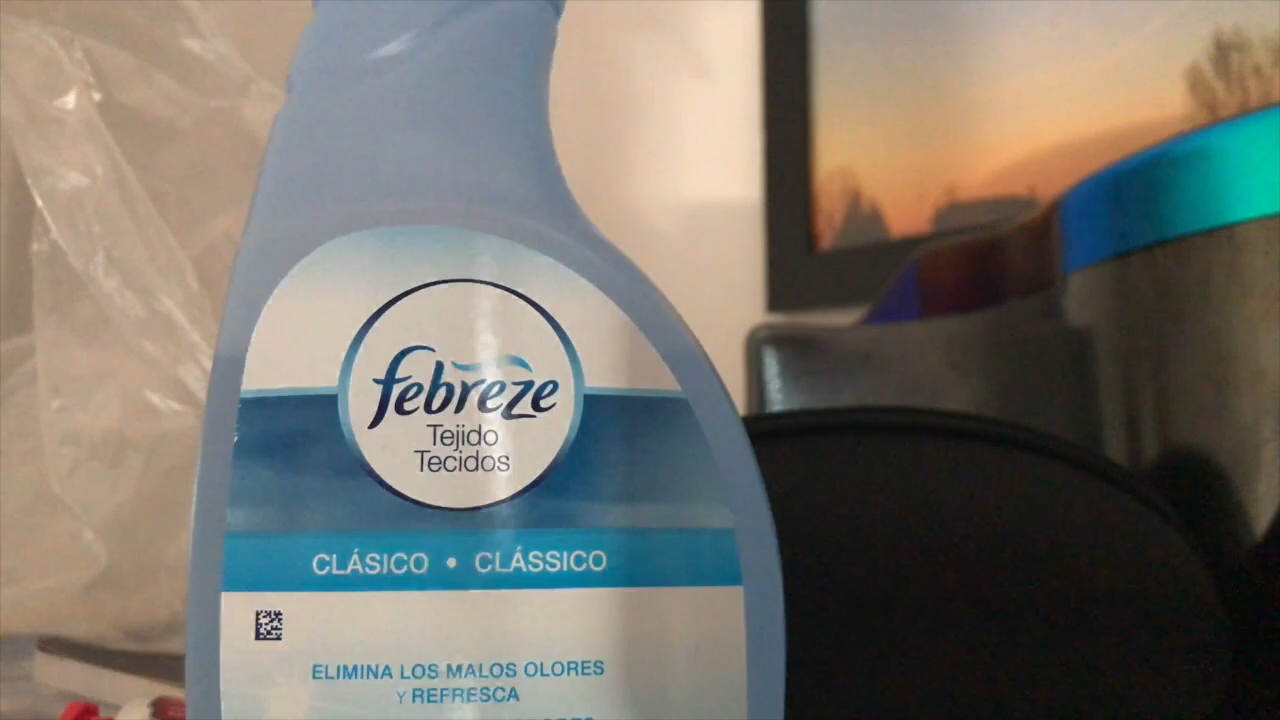 febreze
Tejido
Tecidos
CLÁSICO • CLÁSSICO
ELIMINA LOS MALOS OLORES
Y REFRESCA